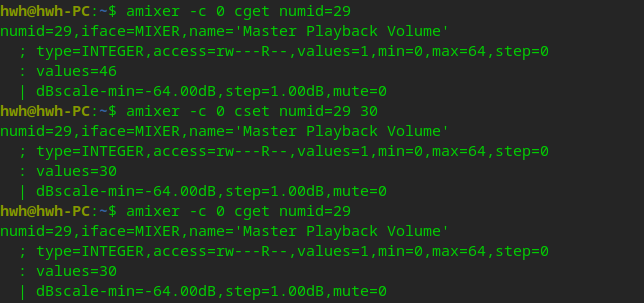 hwh@hwh-PC:~$ amixer -c 0 cget numid=29
numid=29,iface=MIXER,name='Master Playback Volume'
  ; type=INTEGER,access=rw---R--,values=1,min=0,max=64,step=0
  : values=46
  | dBscale-min=-64.00dB,step=1.00dB,mute=0
hwh@hwh-PC:~$ amixer -c 0 cset numid=29 30
numid=29,iface=MIXER,name='Master Playback Volume'
  ; type=INTEGER,access=rw---R--,values=1,min=0,max=64,step=0
  : values=30
  | dBscale-min=-64.00dB,step=1.00dB,mute=0
hwh@hwh-PC:~$ amixer -c 0 cget numid=29
numid=29,iface=MIXER,name='Master Playback Volume'
  ; type=INTEGER,access=rw---R--,values=1,min=0,max=64,step=0
  : values=30
  | dBscale-min=-64.00dB,step=1.00dB,mute=0